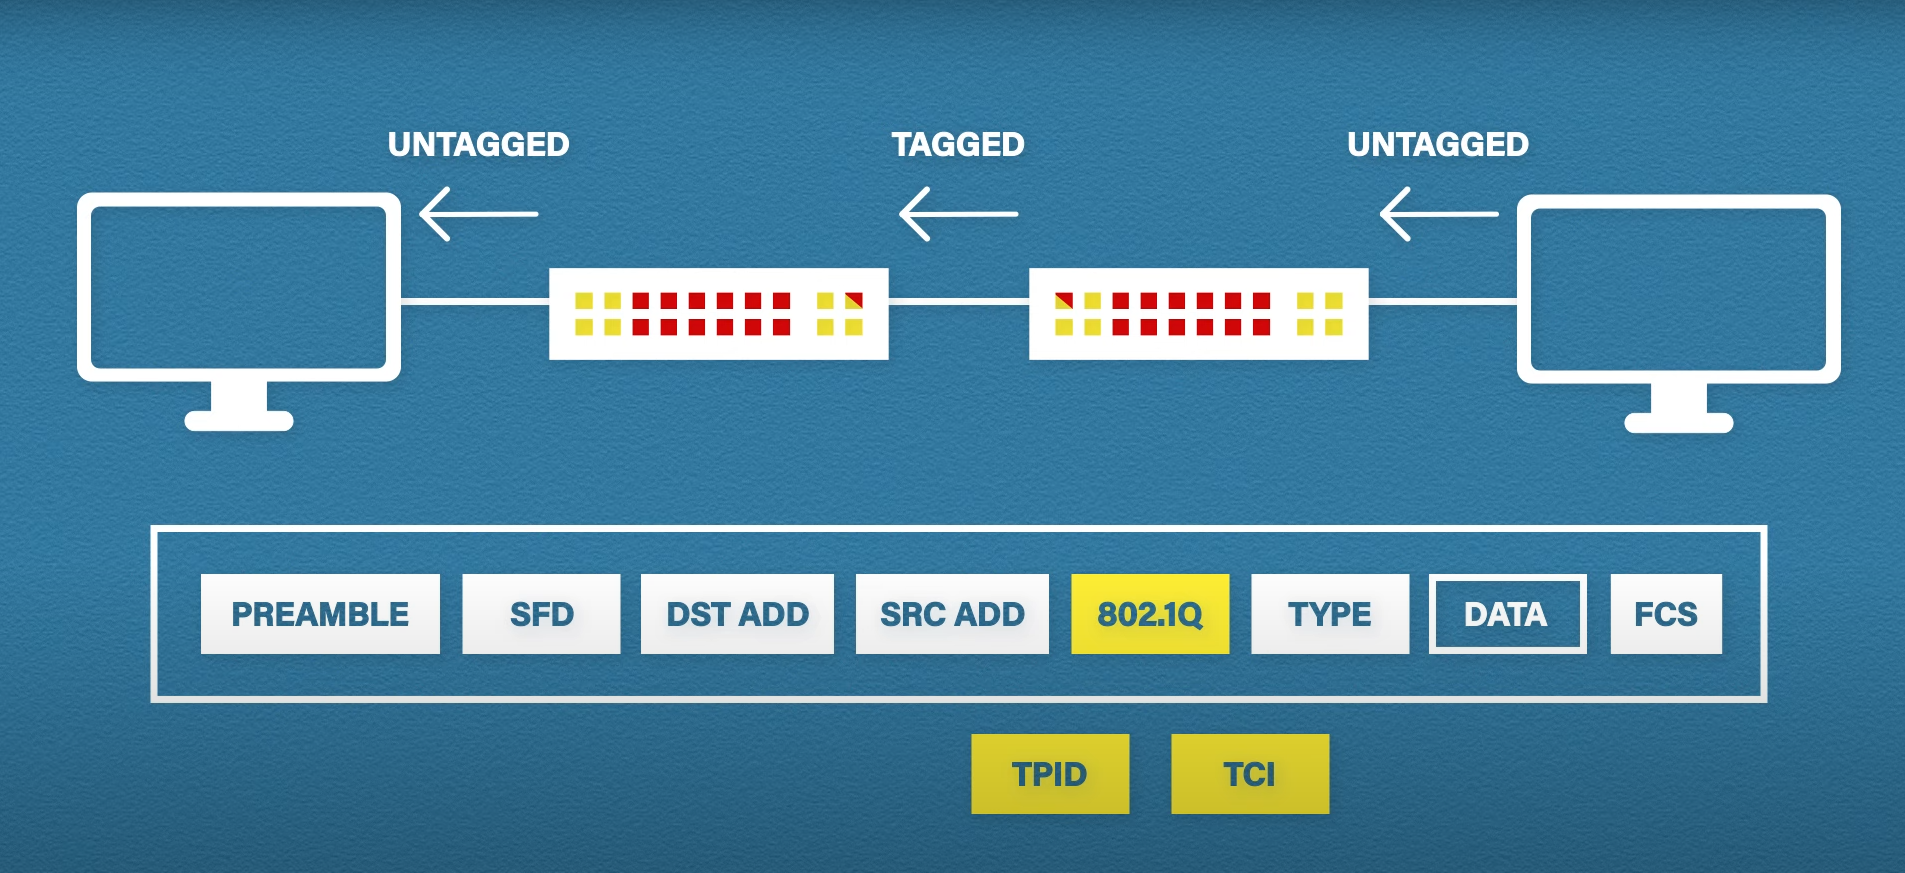 UNTAGGED
TAGGED
UNTAGGED
PREAMBLE
SFD
DST ADD
SRC ADD
802.1Q
TYPE
DATA
FCS
TPID
TCI